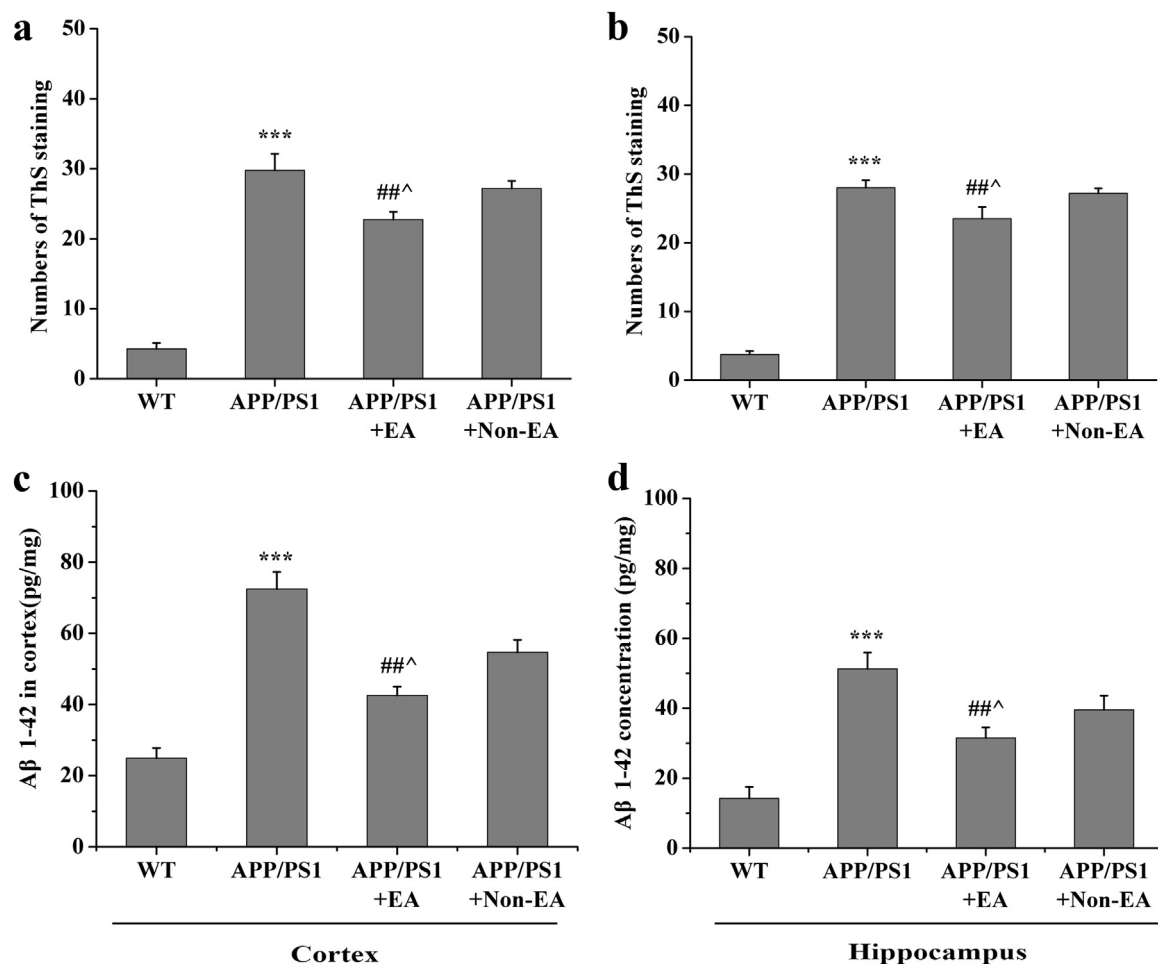 a
Numbers of ThS staining
50
40
30
20
10
0
***
##^
WT
APP/PS1
APP/PS1
+EA
APP/PS1
+Non-EA
b
Numbers of ThS staining
50
40
30
20
10
0
***
##^
WT
APP/PS1
APP/PS1
+EA
APP/PS1
+Non-EA
c
Aβ 1-42 in cortex(pg/mg)
100
80
60
40
20
0
***
##^
WT
APP/PS1
APP/PS1
+EA
APP/PS1
+Non-EA
Cortex
d
Aβ 1-42 concentration (pg/mg)
100
80
60
40
20
0
***
##^
WT
APP/PS1
APP/PS1
+EA
APP/PS1
+Non-EA
Hippocampus